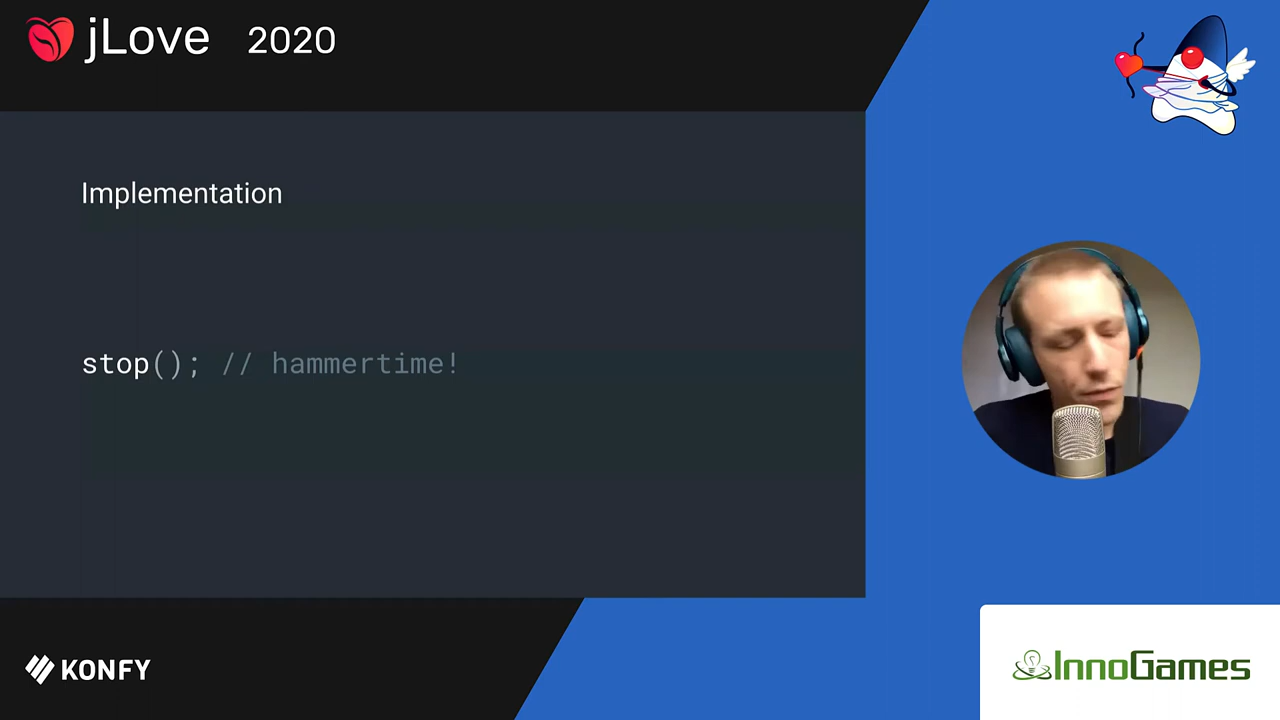 jLove 2020
Implementation
stop(); // hammertime!
KONFY
InnoGames